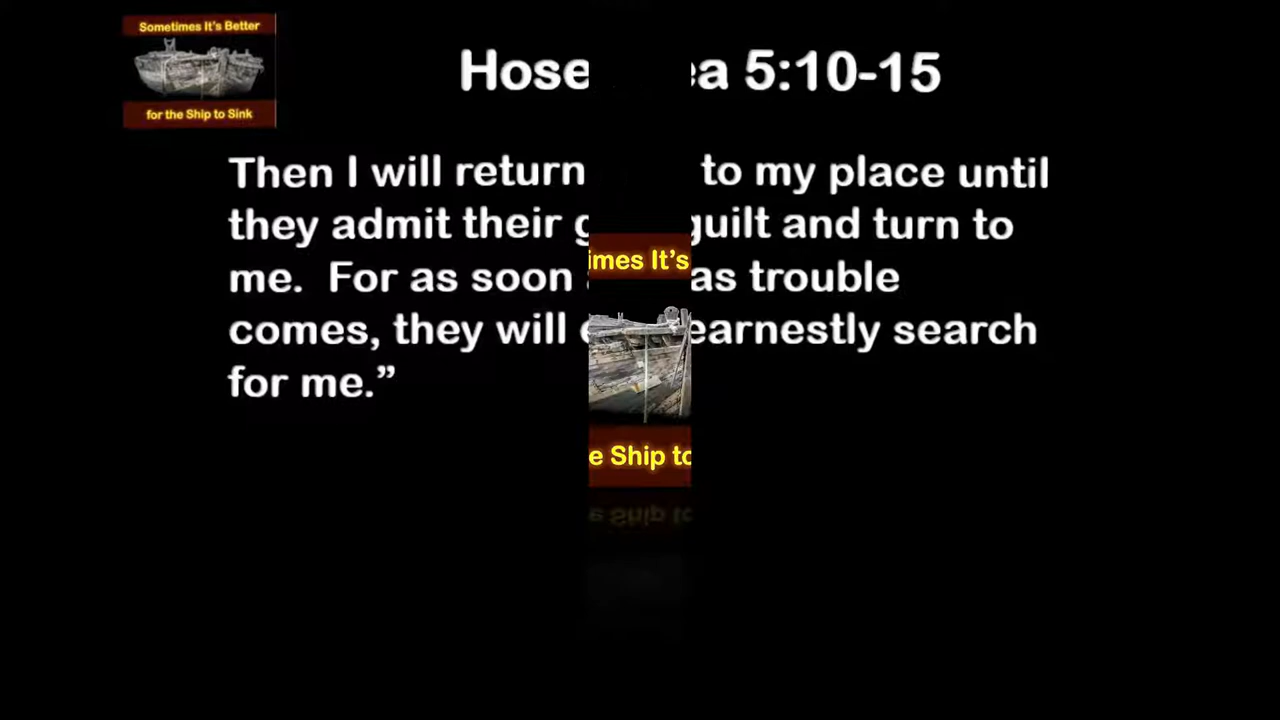 Sometimes It's Better
for the Ship to Sink
Hose ea 5:10-15
Then I will return to my place until
they admit their g guilt and turn to
me. For as soon as trouble
comes, they will e earnestly search
for me.”
imes It's
e Ship to